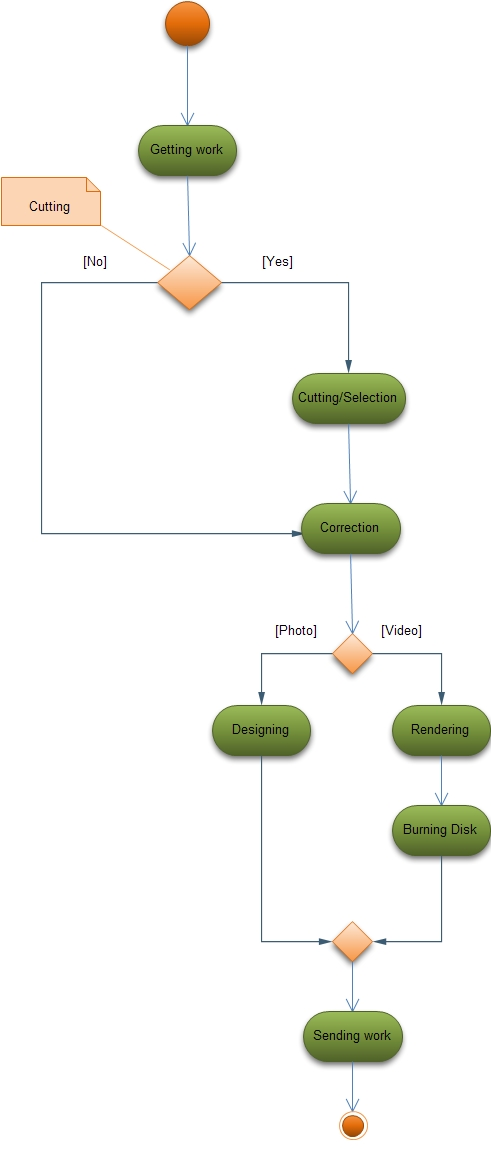 Getting work
Cutting
[No]
[Yes]
Cutting/Selection
Correction
[Photo]
[Video]
Designing
Rendering
Burning Disk
Sending work